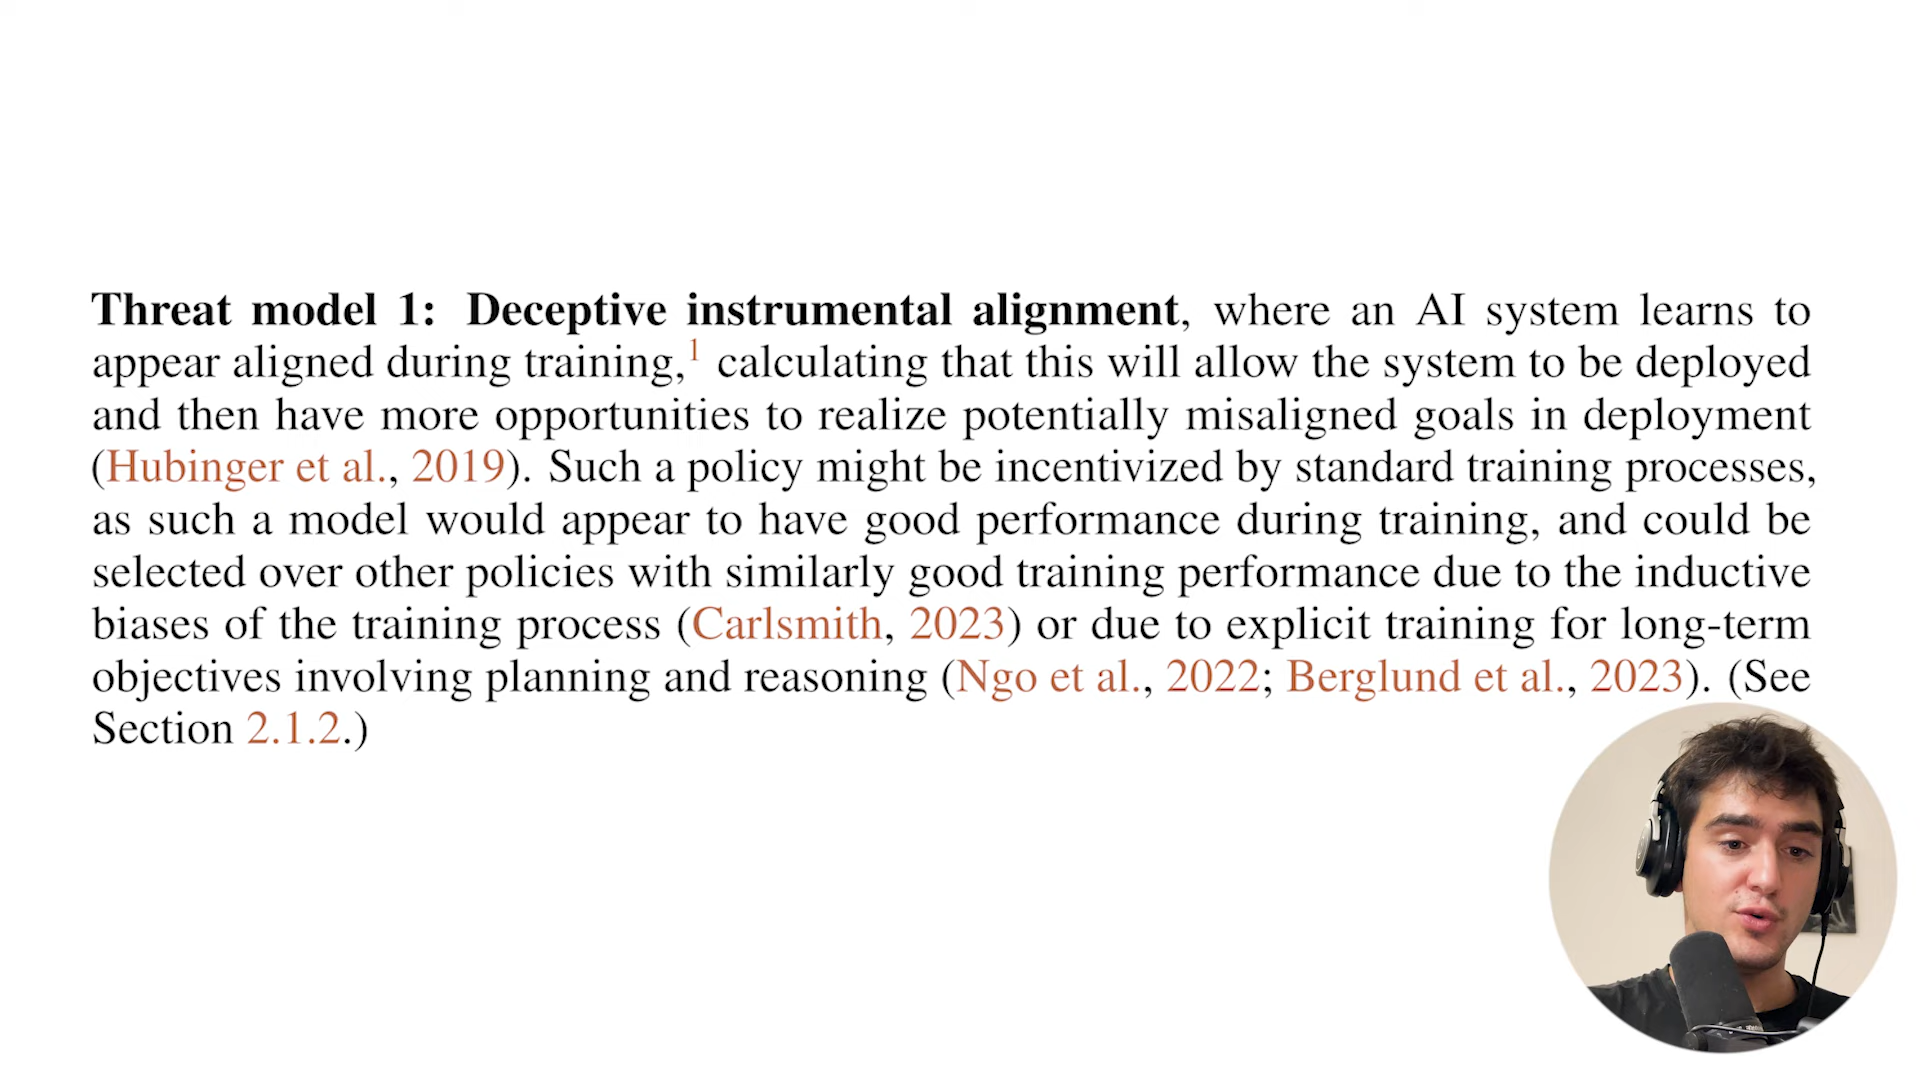 Threat model 1: Deceptive instrumental alignment, where an AI system learns to
appear aligned during training,1 calculating that this will allow the system to be deployed
and then have more opportunities to realize potentially misaligned goals in deployment
(Hubinger et al., 2019). Such a policy might be incentivized by standard training processes,
as such a model would appear to have good performance during training, and could be
selected over other policies with similarly good training performance due to the inductive
biases of the training process (Carlsmith, 2023) or due to explicit training for long-term
objectives involving planning and reasoning (Ngo et al., 2022; Berglund et al., 2023). (See
Section 2.1.2.)